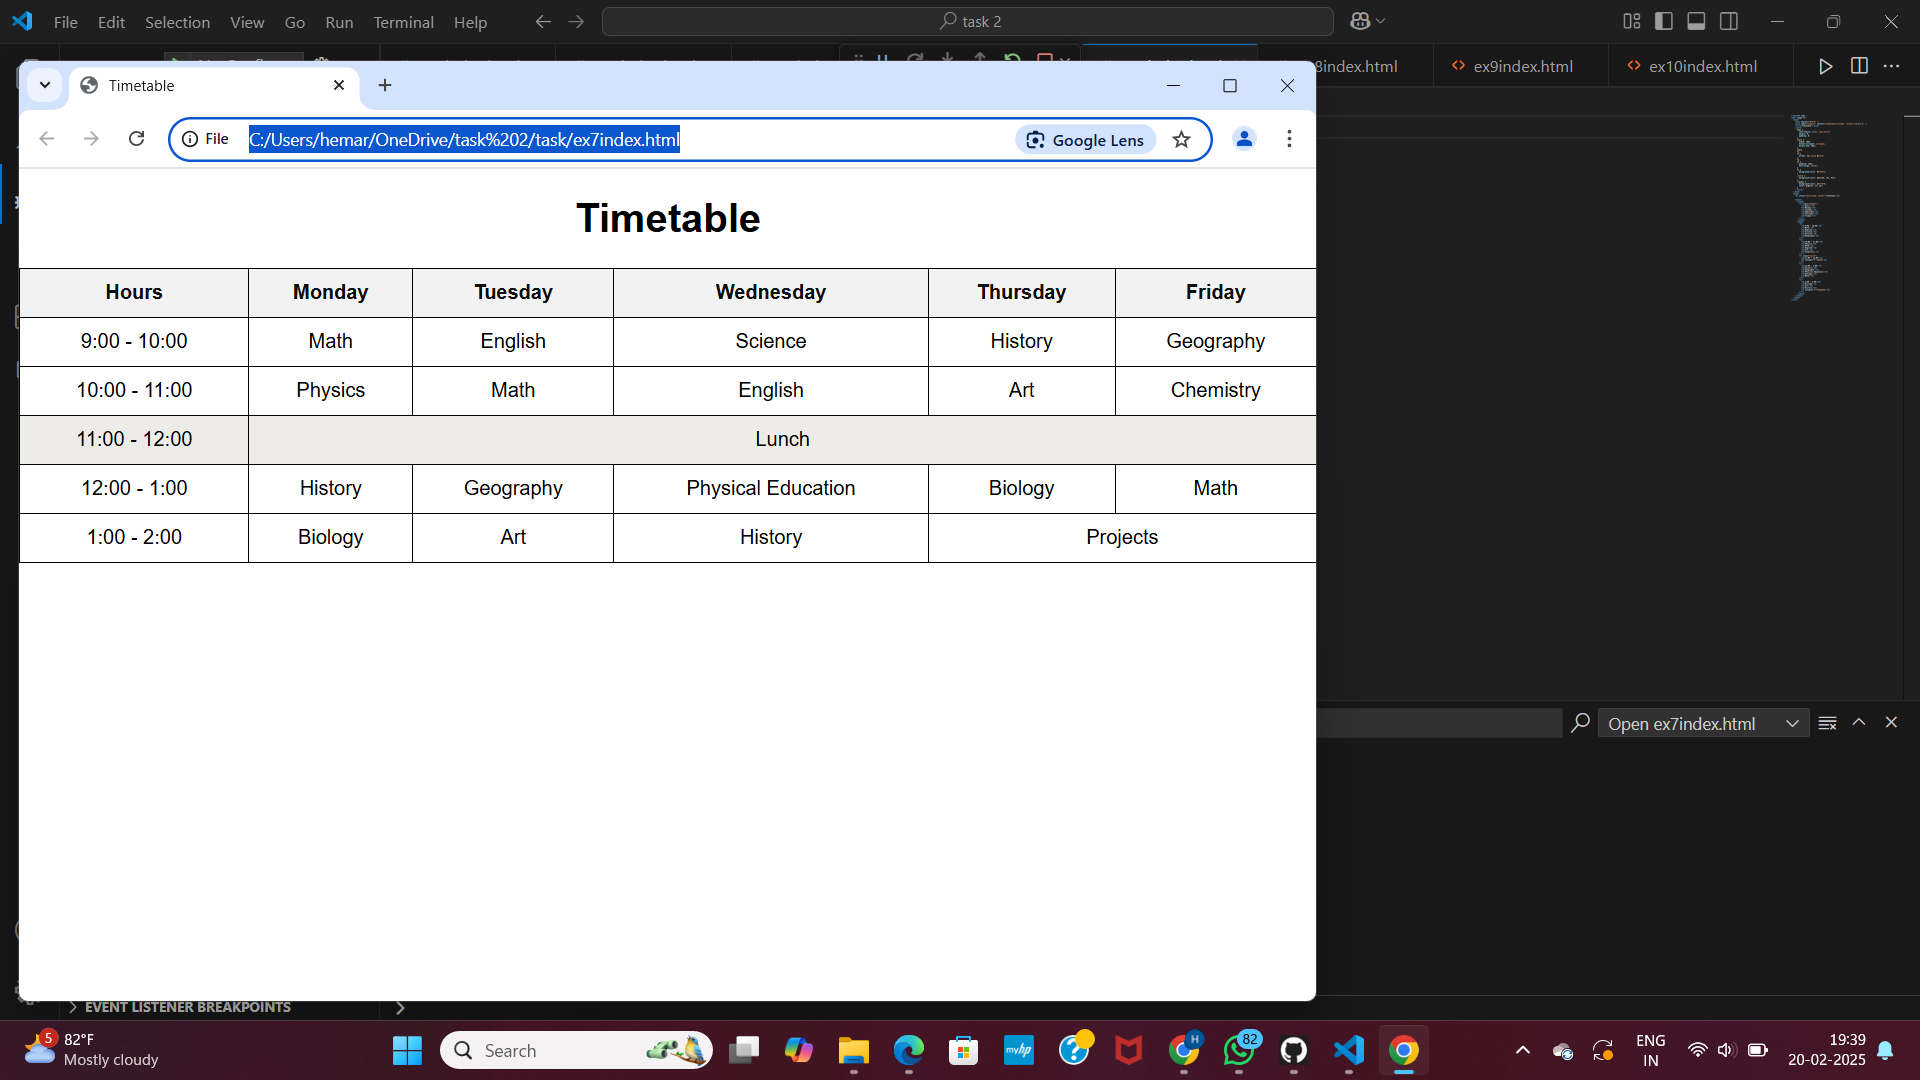 File Edit Selection View Go Run Terminal Help task 2
8index.html ex9index.html ex10index.html
Timetable
File C:/Users/hemar/OneDrive/task%202/task/ex7index.html Google Lens
Timetable
Hours Monday Tuesday Wednesday Thursday Friday
9:00 - 10:00 Math English Science History Geography
10:00 - 11:00 Physics Math English Art Chemistry
11:00 - 12:00 Lunch
12:00 - 1:00 History Geography Physical Education Biology Math
1:00 - 2:00 Biology Art History Projects
Open ex7index.html
EVENT LISTENER BREAKPOINTS
5 82°F
Mostly cloudy
Search
myhp
H
82
ENG
IN
19:39
20-02-2025